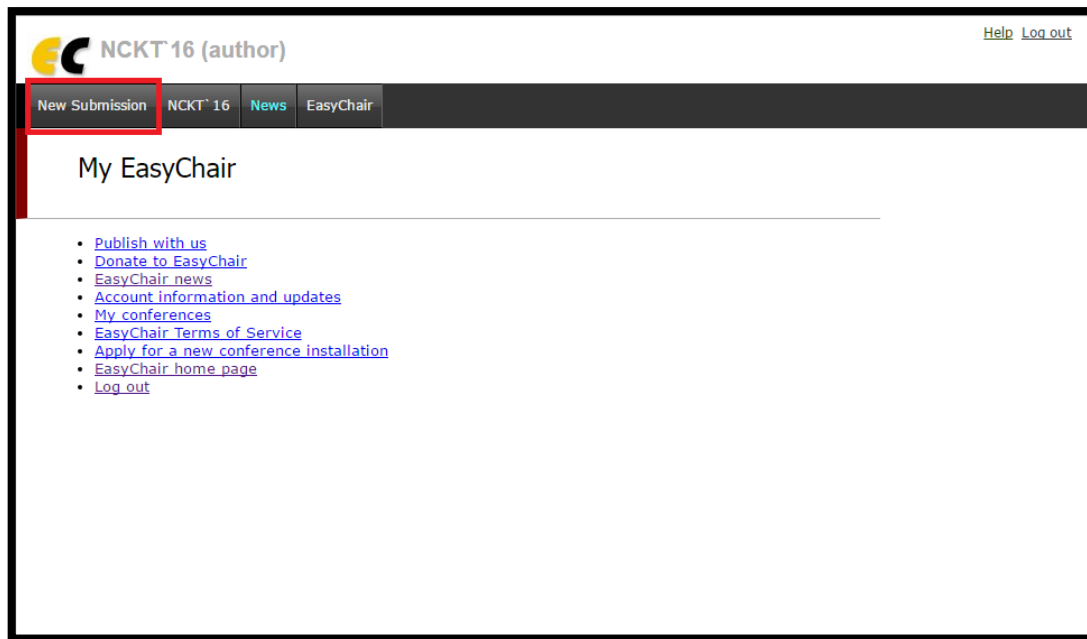 Help Log out
EC NCKT`16 (author)
New Submission NCKT`16 News EasyChair
My EasyChair
Publish with us
Donate to EasyChair
EasyChair news
Account information and updates
My conferences
EasyChair Terms of Service
Apply for a new conference installation
EasyChair home page
Log out